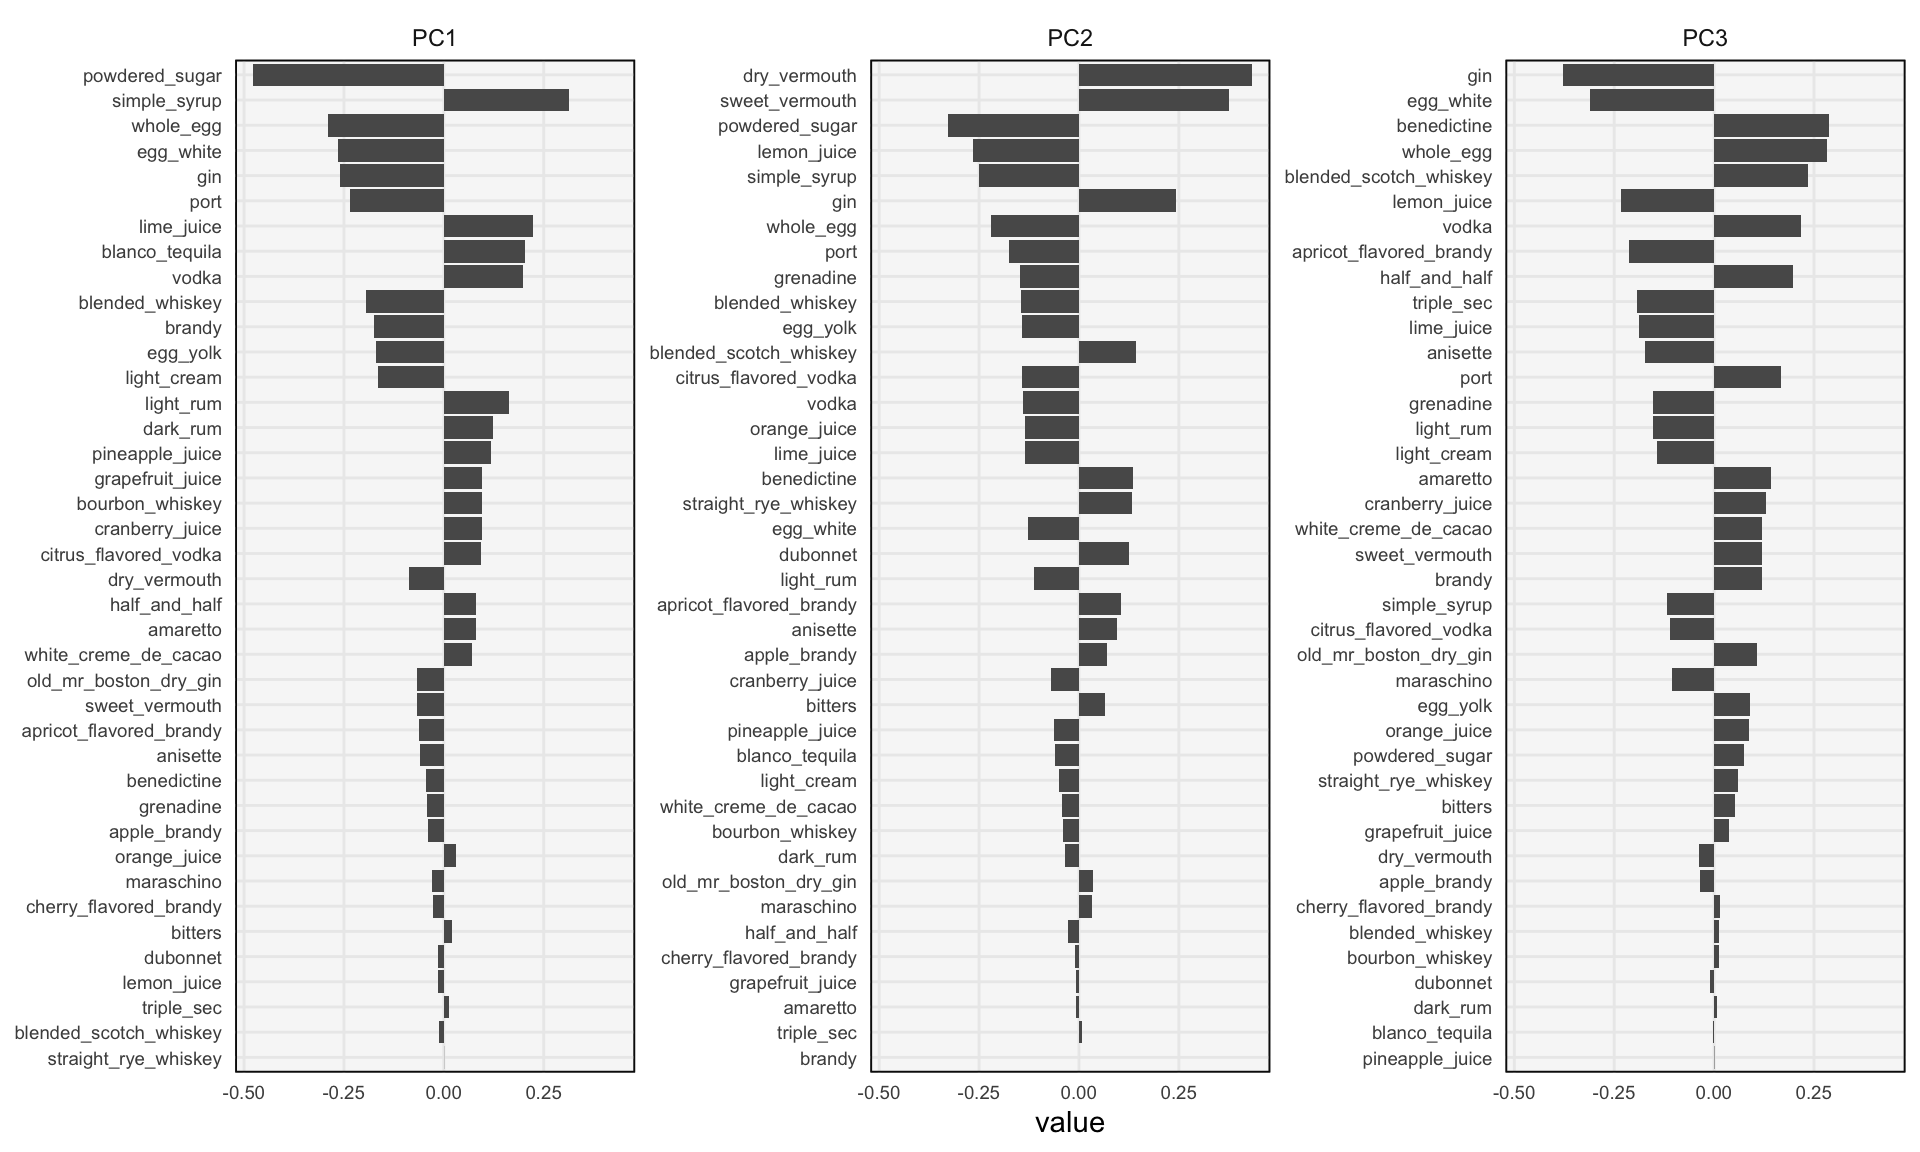 PC1
powdered_sugar
simple_syrup
whole_egg
egg_white
gin
port
lime_juice
blanco_tequila
vodka
blended_whiskey
brandy
egg_yolk
light_cream
light_rum
dark_rum
pineapple_juice
grapefruit_juice
bourbon_whiskey
cranberry_juice
citrus_flavored_vodka
dry_vermouth
half_and_half
amaretto
white_creme_de_cacao
old_mr_boston_dry_gin
sweet_vermouth
apricot_flavored_brandy
anisette
benedictine
grenadine
apple_brandy
orange_juice
maraschino
cherry_flavored_brandy
bitters
dubonnet
lemon_juice
triple_sec
blended_scotch_whiskey
straight_rye_whiskey
-0.50 -0.25 0.00 0.25
PC2
dry_vermouth
sweet_vermouth
powdered_sugar
lemon_juice
simple_syrup
gin
whole_egg
port
grenadine
blended_whiskey
egg_yolk
blended_scotch_whiskey
citrus_flavored_vodka
vodka
orange_juice
lime_juice
benedictine
straight_rye_whiskey
egg_white
dubonnet
light_rum
apricot_flavored_brandy
anisette
apple_brandy
cranberry_juice
bitters
pineapple_juice
blanco_tequila
light_cream
white_creme_de_cacao
bourbon_whiskey
dark_rum
old_mr_boston_dry_gin
maraschino
half_and_half
cherry_flavored_brandy
grapefruit_juice
amaretto
triple_sec
brandy
-0.50 -0.25 0.00 0.25
PC3
gin
egg_white
benedictine
whole_egg
blended_scotch_whiskey
lemon_juice
vodka
apricot_flavored_brandy
half_and_half
triple_sec
lime_juice
anisette
port
grenadine
light_rum
light_cream
amaretto
cranberry_juice
white_creme_de_cacao
sweet_vermouth
brandy
simple_syrup
citrus_flavored_vodka
old_mr_boston_dry_gin
maraschino
egg_yolk
orange_juice
powdered_sugar
straight_rye_whiskey
bitters
grapefruit_juice
dry_vermouth
apple_brandy
cherry_flavored_brandy
blended_whiskey
bourbon_whiskey
dubonnet
dark_rum
blanco_tequila
pineapple_juice
-0.50 -0.25 0.00 0.25
value